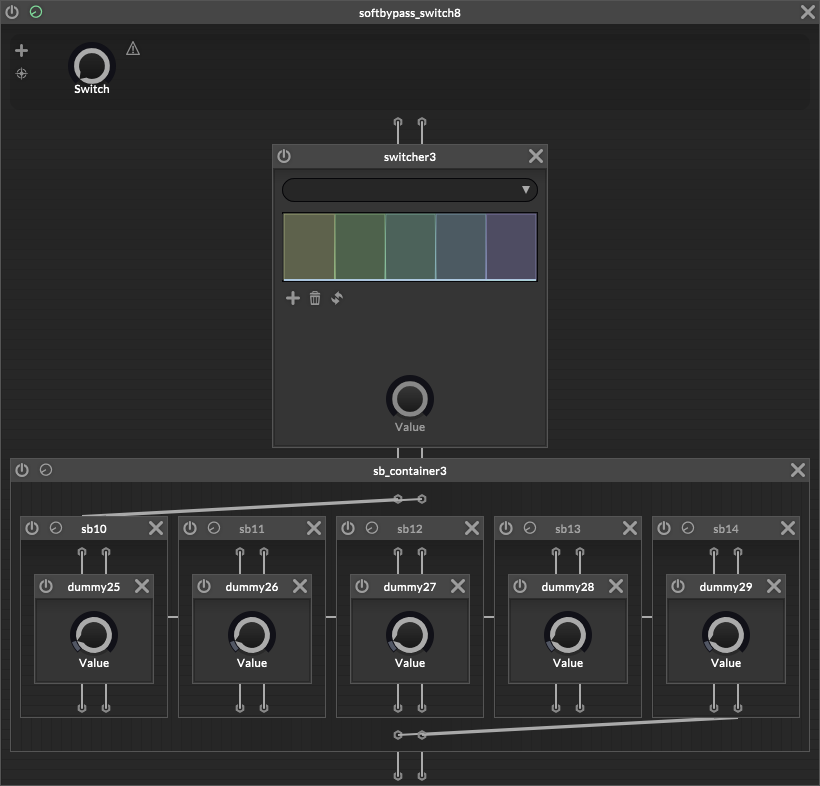 softbypass_switch8
Switch
switcher3
Value
sb_container3
sb10 sb11 sb12 sb13 sb14
dummy25 dummy26 dummy27 dummy28 dummy29
Value Value Value Value Value